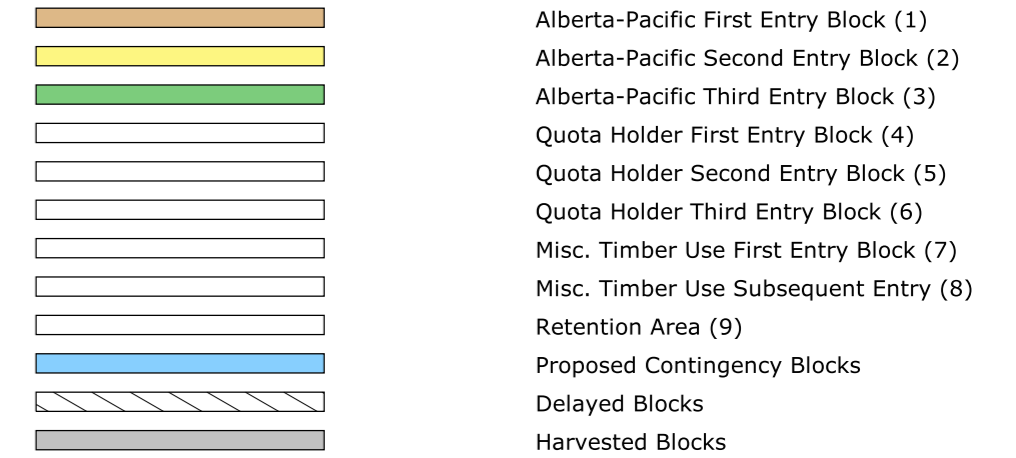 Alberta-Pacific First Entry Block (1)
Alberta-Pacific Second Entry Block (2)
Alberta-Pacific Third Entry Block (3)
Quota Holder First Entry Block (4)
Quota Holder Second Entry Block (5)
Quota Holder Third Entry Block (6)
Misc. Timber Use First Entry Block (7)
Misc. Timber Use Subsequent Entry (8)
Retention Area (9)
Proposed Contingency Blocks
Delayed Blocks
Harvested Blocks